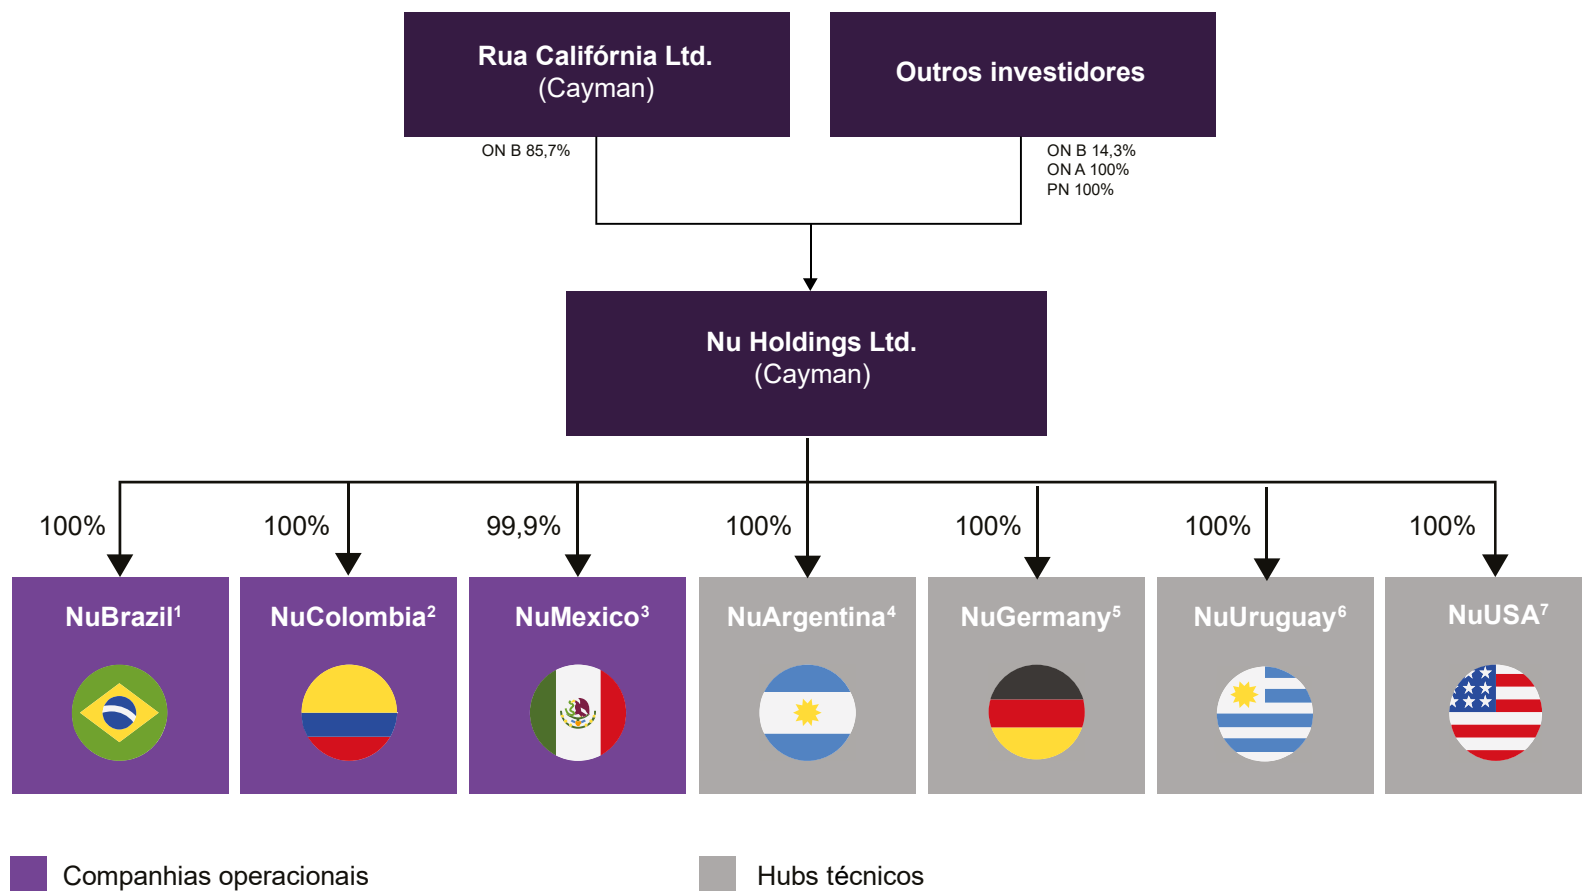 Rua Califórnia Ltd.
(Cayman)
Outros investidores
ON B 85,7%
ON B 14,3%
ON A 100%
PN 100%
Nu Holdings Ltd.
(Cayman)
100%
100%
99,9%
100%
100%
100%
100%
NuBrazil¹
NuColombia²
NuMexico³
NuArgentina⁴
NuGermany⁵
NuUruguay⁶
NuUSA⁷
Companhias operacionais
Hubs técnicos